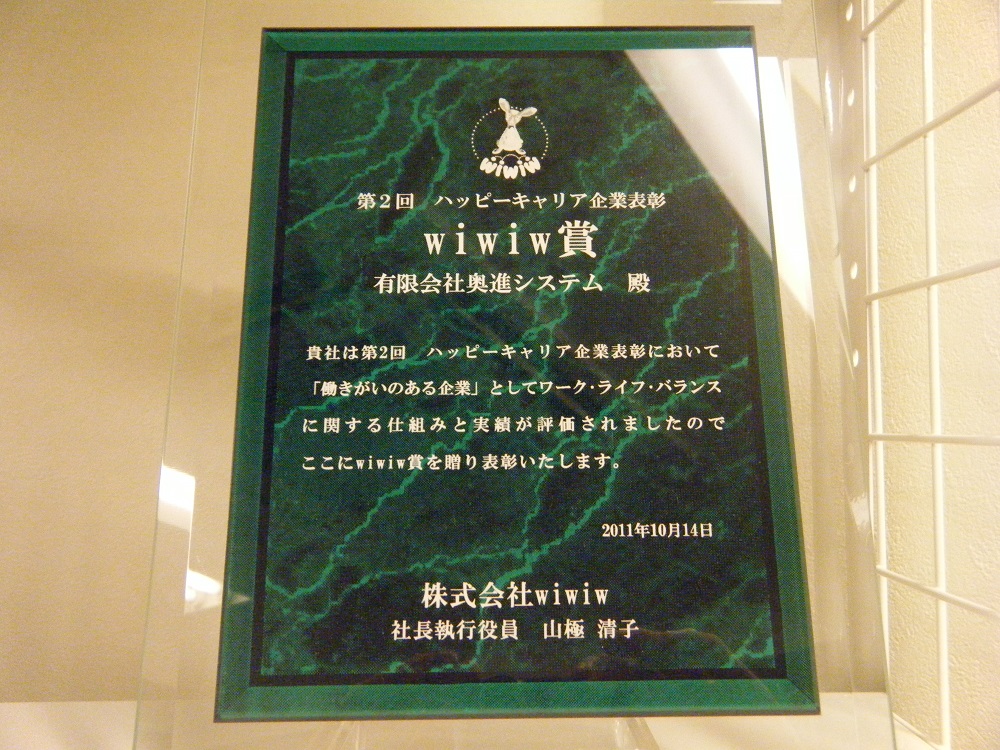 wiwiw
第2回　ハッピーキャリア企業表彰
wiwiw賞
有限会社奥進システム　殿
貴社は第2回　ハッピーキャリア企業表彰において
「働きがいのある企業」としてワーク・ライフ・バランス
に関する仕組みと実績が評価されましたので
ここにwiwiw賞を贈り表彰いたします。
2011年10月14日
株式会社wiwiw
社長執行役員　山極 清子